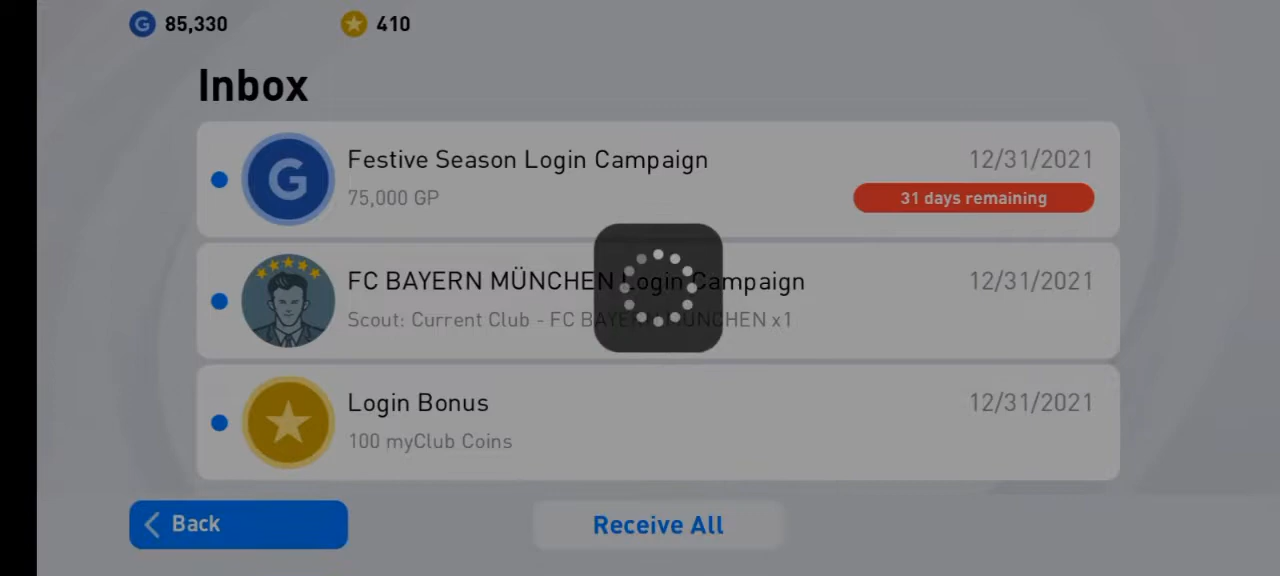 G 85,330
410
Inbox
G
Festive Season Login Campaign
12/31/2021
75,000 GP
31 days remaining
FC BAYERN MÜNCHEN Login Campaign
12/31/2021
Scout: Current Club - FC BAYERN MÜNCHEN x1
Login Bonus
12/31/2021
100 myClub Coins
Back
Receive All